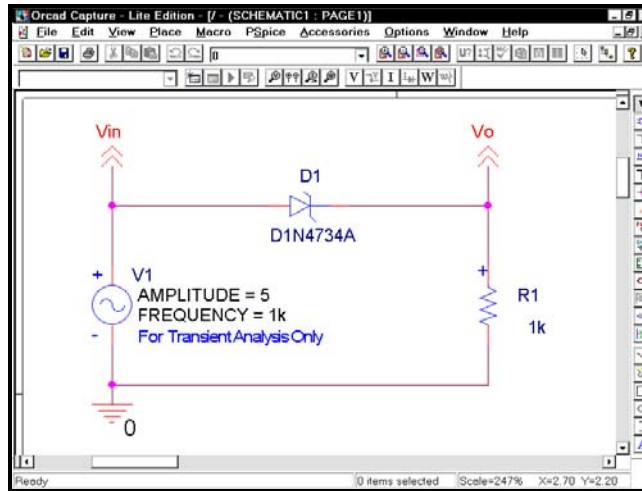 Orcad Capture - Lite Edition - [/ - (SCHEMATIC1 : PAGE1)]
File Edit View Place Macro PSpice Accessories Options Window Help
0 U? ?
V I W
Vin
Vo
D1
D1N4734A
+ V1
AMPLITUDE = 5
FREQUENCY = 1k
- For Transient Analysis Only
+
R1
1k
0
Ready 0 items selected Scale=247% X=2.70 Y=2.20